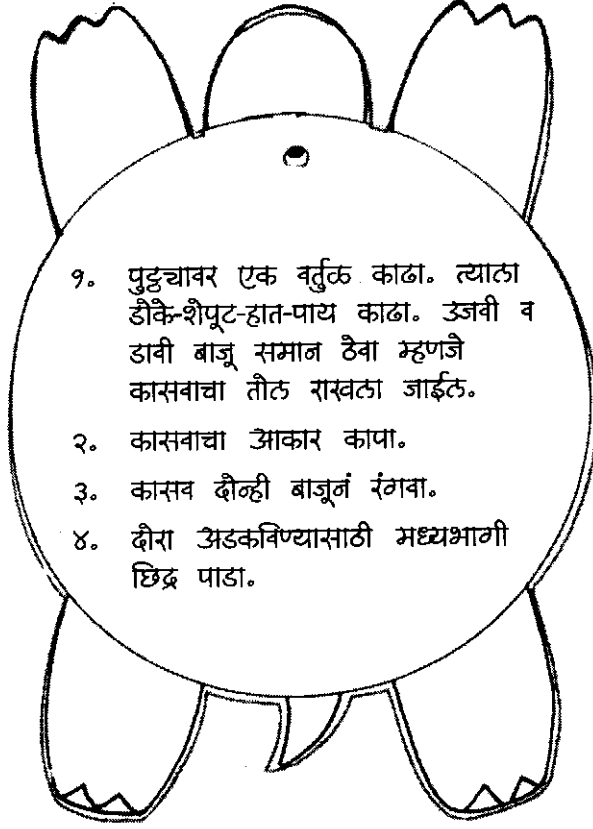 १. पुठ्ठ्यावर एक वर्तुळ काढा. त्याला
डोके-शेपूट-हात-पाय काढा. उजवी व
डावी बाजू समान ठेवा म्हणजे
कासवाचा तोल राखला जाईल.
२. कासवाचा आकार कापा.
३. कासव दोन्ही बाजूनं रंगवा.
४. दोरा अडकविण्यासाठी मध्यभागी
छिद्र पाडा.